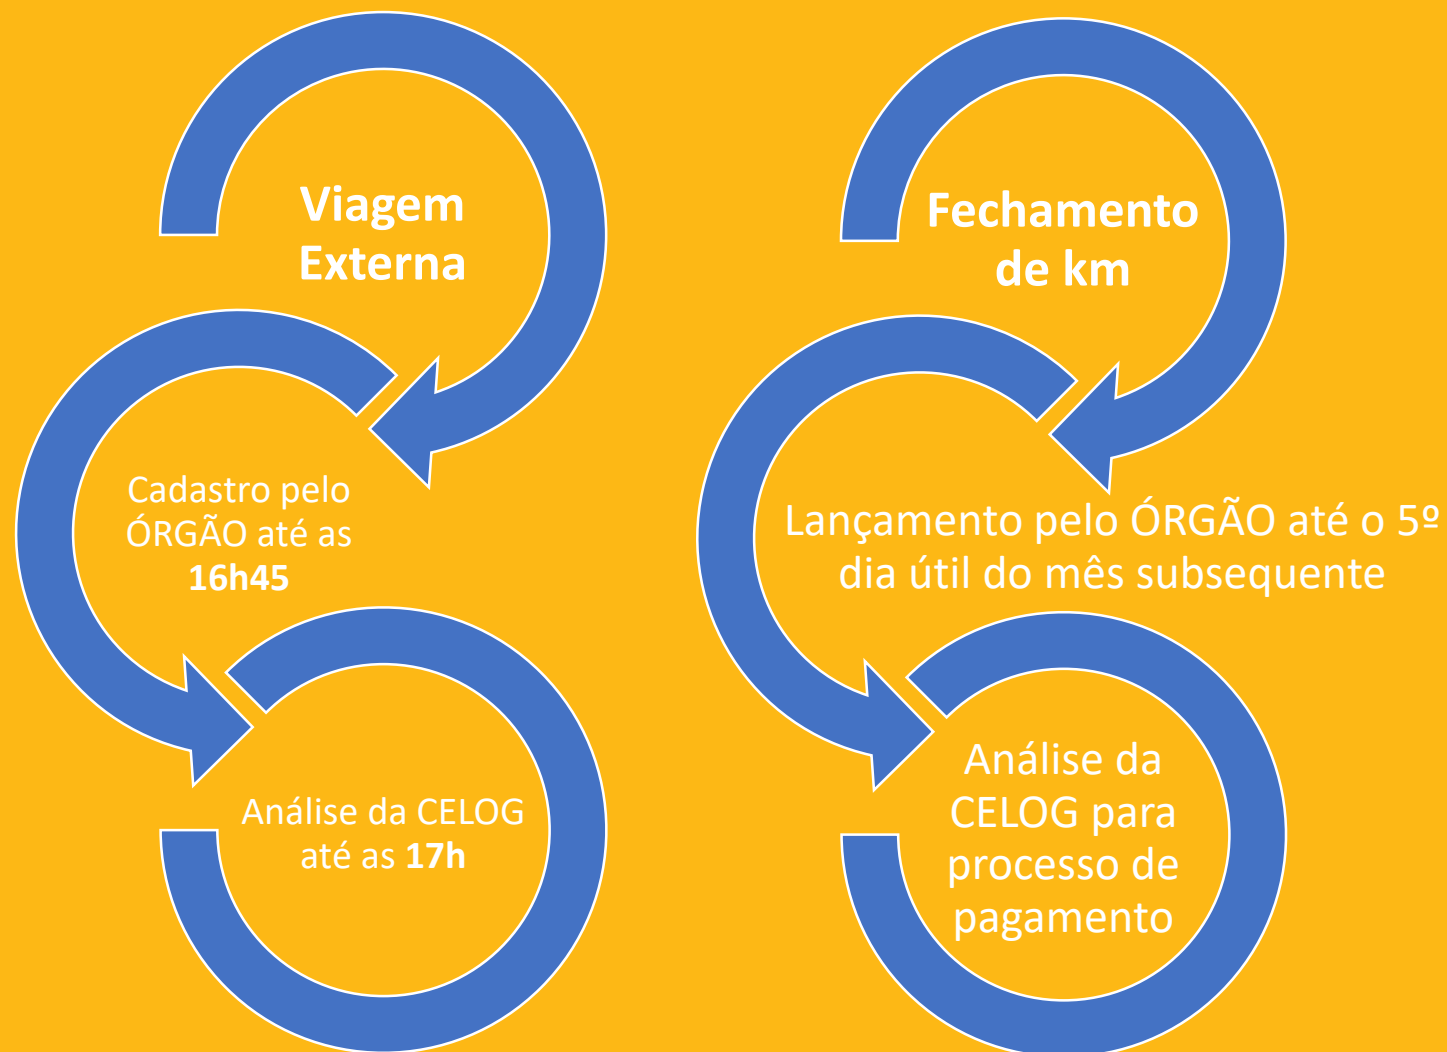 Viagem
Externa
Cadastro pelo
ÓRGÃO até as
16h45
Análise da CELOG
até as 17h
Fechamento
de km
Lançamento pelo ÓRGÃO até o 5º
dia útil do mês subsequente
Análise da
CELOG para
processo de
pagamento